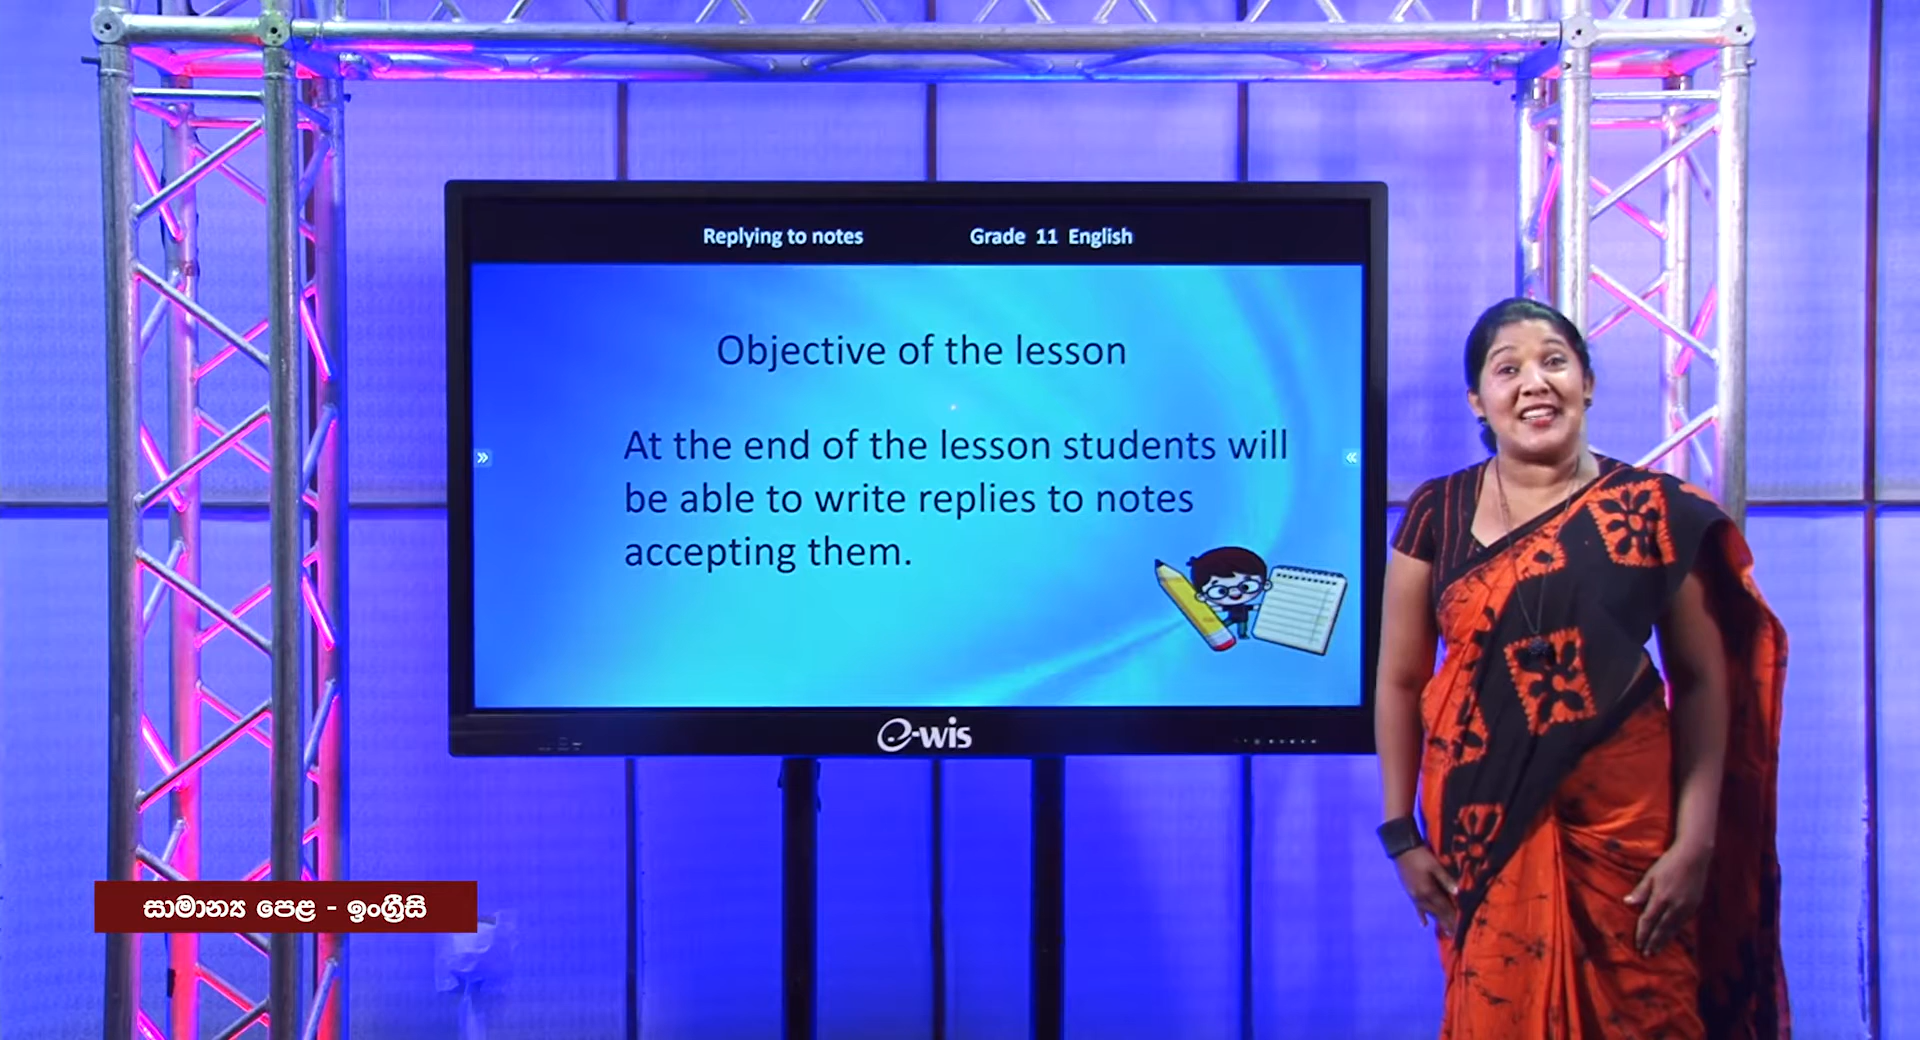 Replying to notes Grade 11 English
Objective of the lesson
At the end of the lesson students will
be able to write replies to notes
accepting them.
e-wis
සාමාන්‍ය පෙළ - ඉංග්‍රීසි